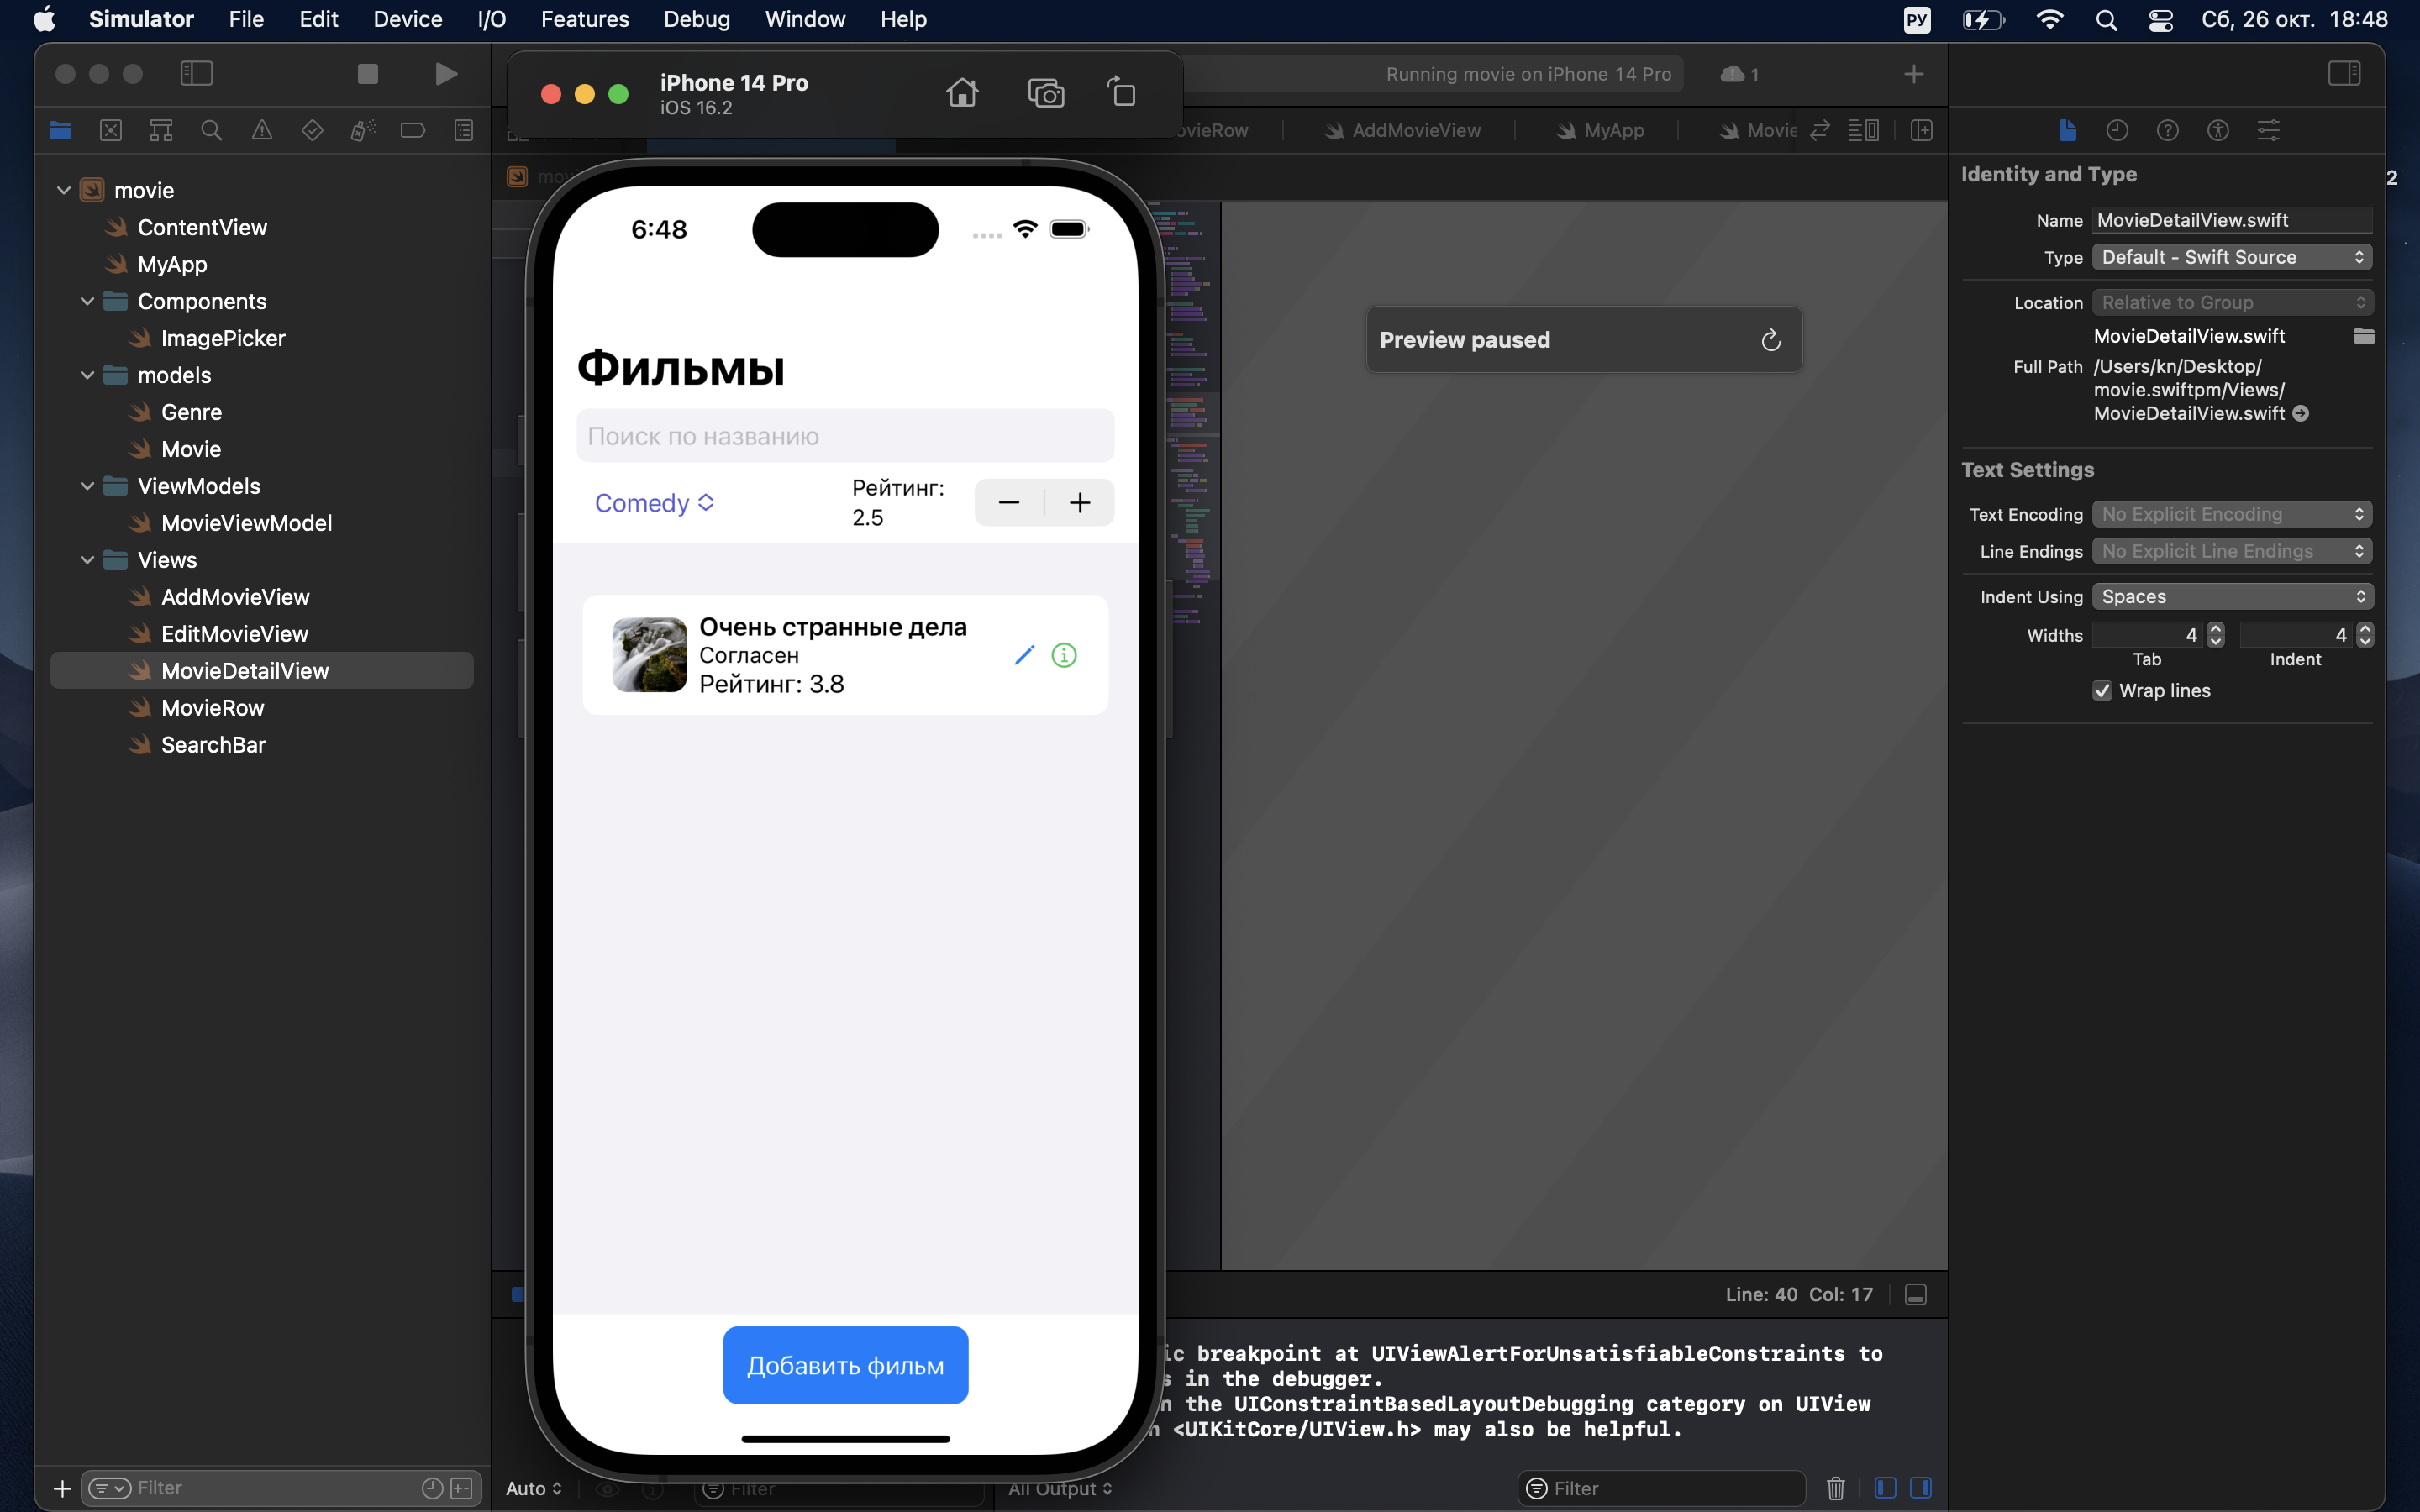 Simulator File Edit Device I/O Features Debug Window Help
РУ
Сб, 26 окт. 18:48
iPhone 14 Pro
iOS 16.2
Running movie on iPhone 14 Pro
1
AddMovieView
MyApp
movie
ContentView
MyApp
Components
ImagePicker
models
Genre
Movie
ViewModels
MovieViewModel
Views
AddMovieView
EditMovieView
MovieDetailView
MovieRow
SearchBar
Filter
6:48
Фильмы
Поиск по названию
Comedy
Рейтинг:
2.5
Очень странные дела
Согласен
Рейтинг: 3.8
Добавить фильм
Preview paused
Line: 40 Col: 17
breakpoint at UIViewAlertForUnsatisfiableConstraints to
in the debugger.
the UIConstraintBasedLayoutDebugging category on UIView
<UIKitCore/UIView.h> may also be helpful.
Auto
Filter
All Output
Filter
Identity and Type
2
Name MovieDetailView.swift
Type Default - Swift Source
Location Relative to Group
MovieDetailView.swift
Full Path /Users/kn/Desktop/
movie.swiftpm/Views/
MovieDetailView.swift
Text Settings
Text Encoding No Explicit Encoding
Line Endings No Explicit Line Endings
Indent Using Spaces
Widths 4 4
Tab Indent
Wrap lines